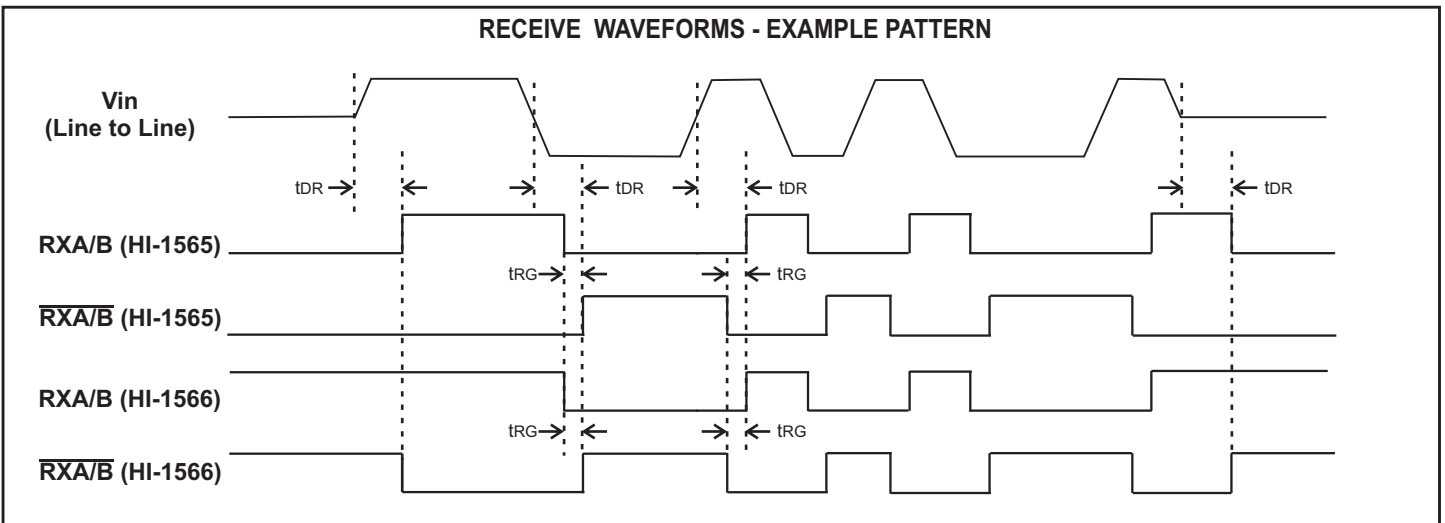 RECEIVE WAVEFORMS - EXAMPLE PATTERN
Vin
(Line to Line)
tDR tDR tDR tDR
RXA/B (HI-1565)
tRG tRG
RXA/B (HI-1565)
RXA/B (HI-1566)
tRG tRG
RXA/B (HI-1566)